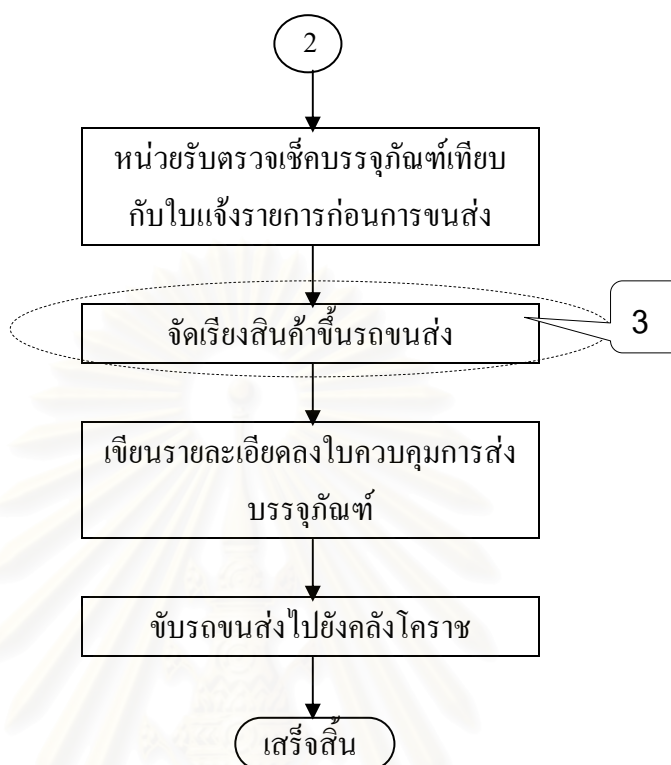 2
หน่วยรับตรวจเช็คบรรจุภัณฑ์เทียบ
กับใบแจ้งรายการก่อนการขนส่ง
จัดเรียงสินค้าขึ้นรถขนส่ง
3
เขียนรายละเอียดลงใบควบคุมการส่ง
บรรจุภัณฑ์
ขับรถขนส่งไปยังคลังโคราช
เสร็จสิ้น